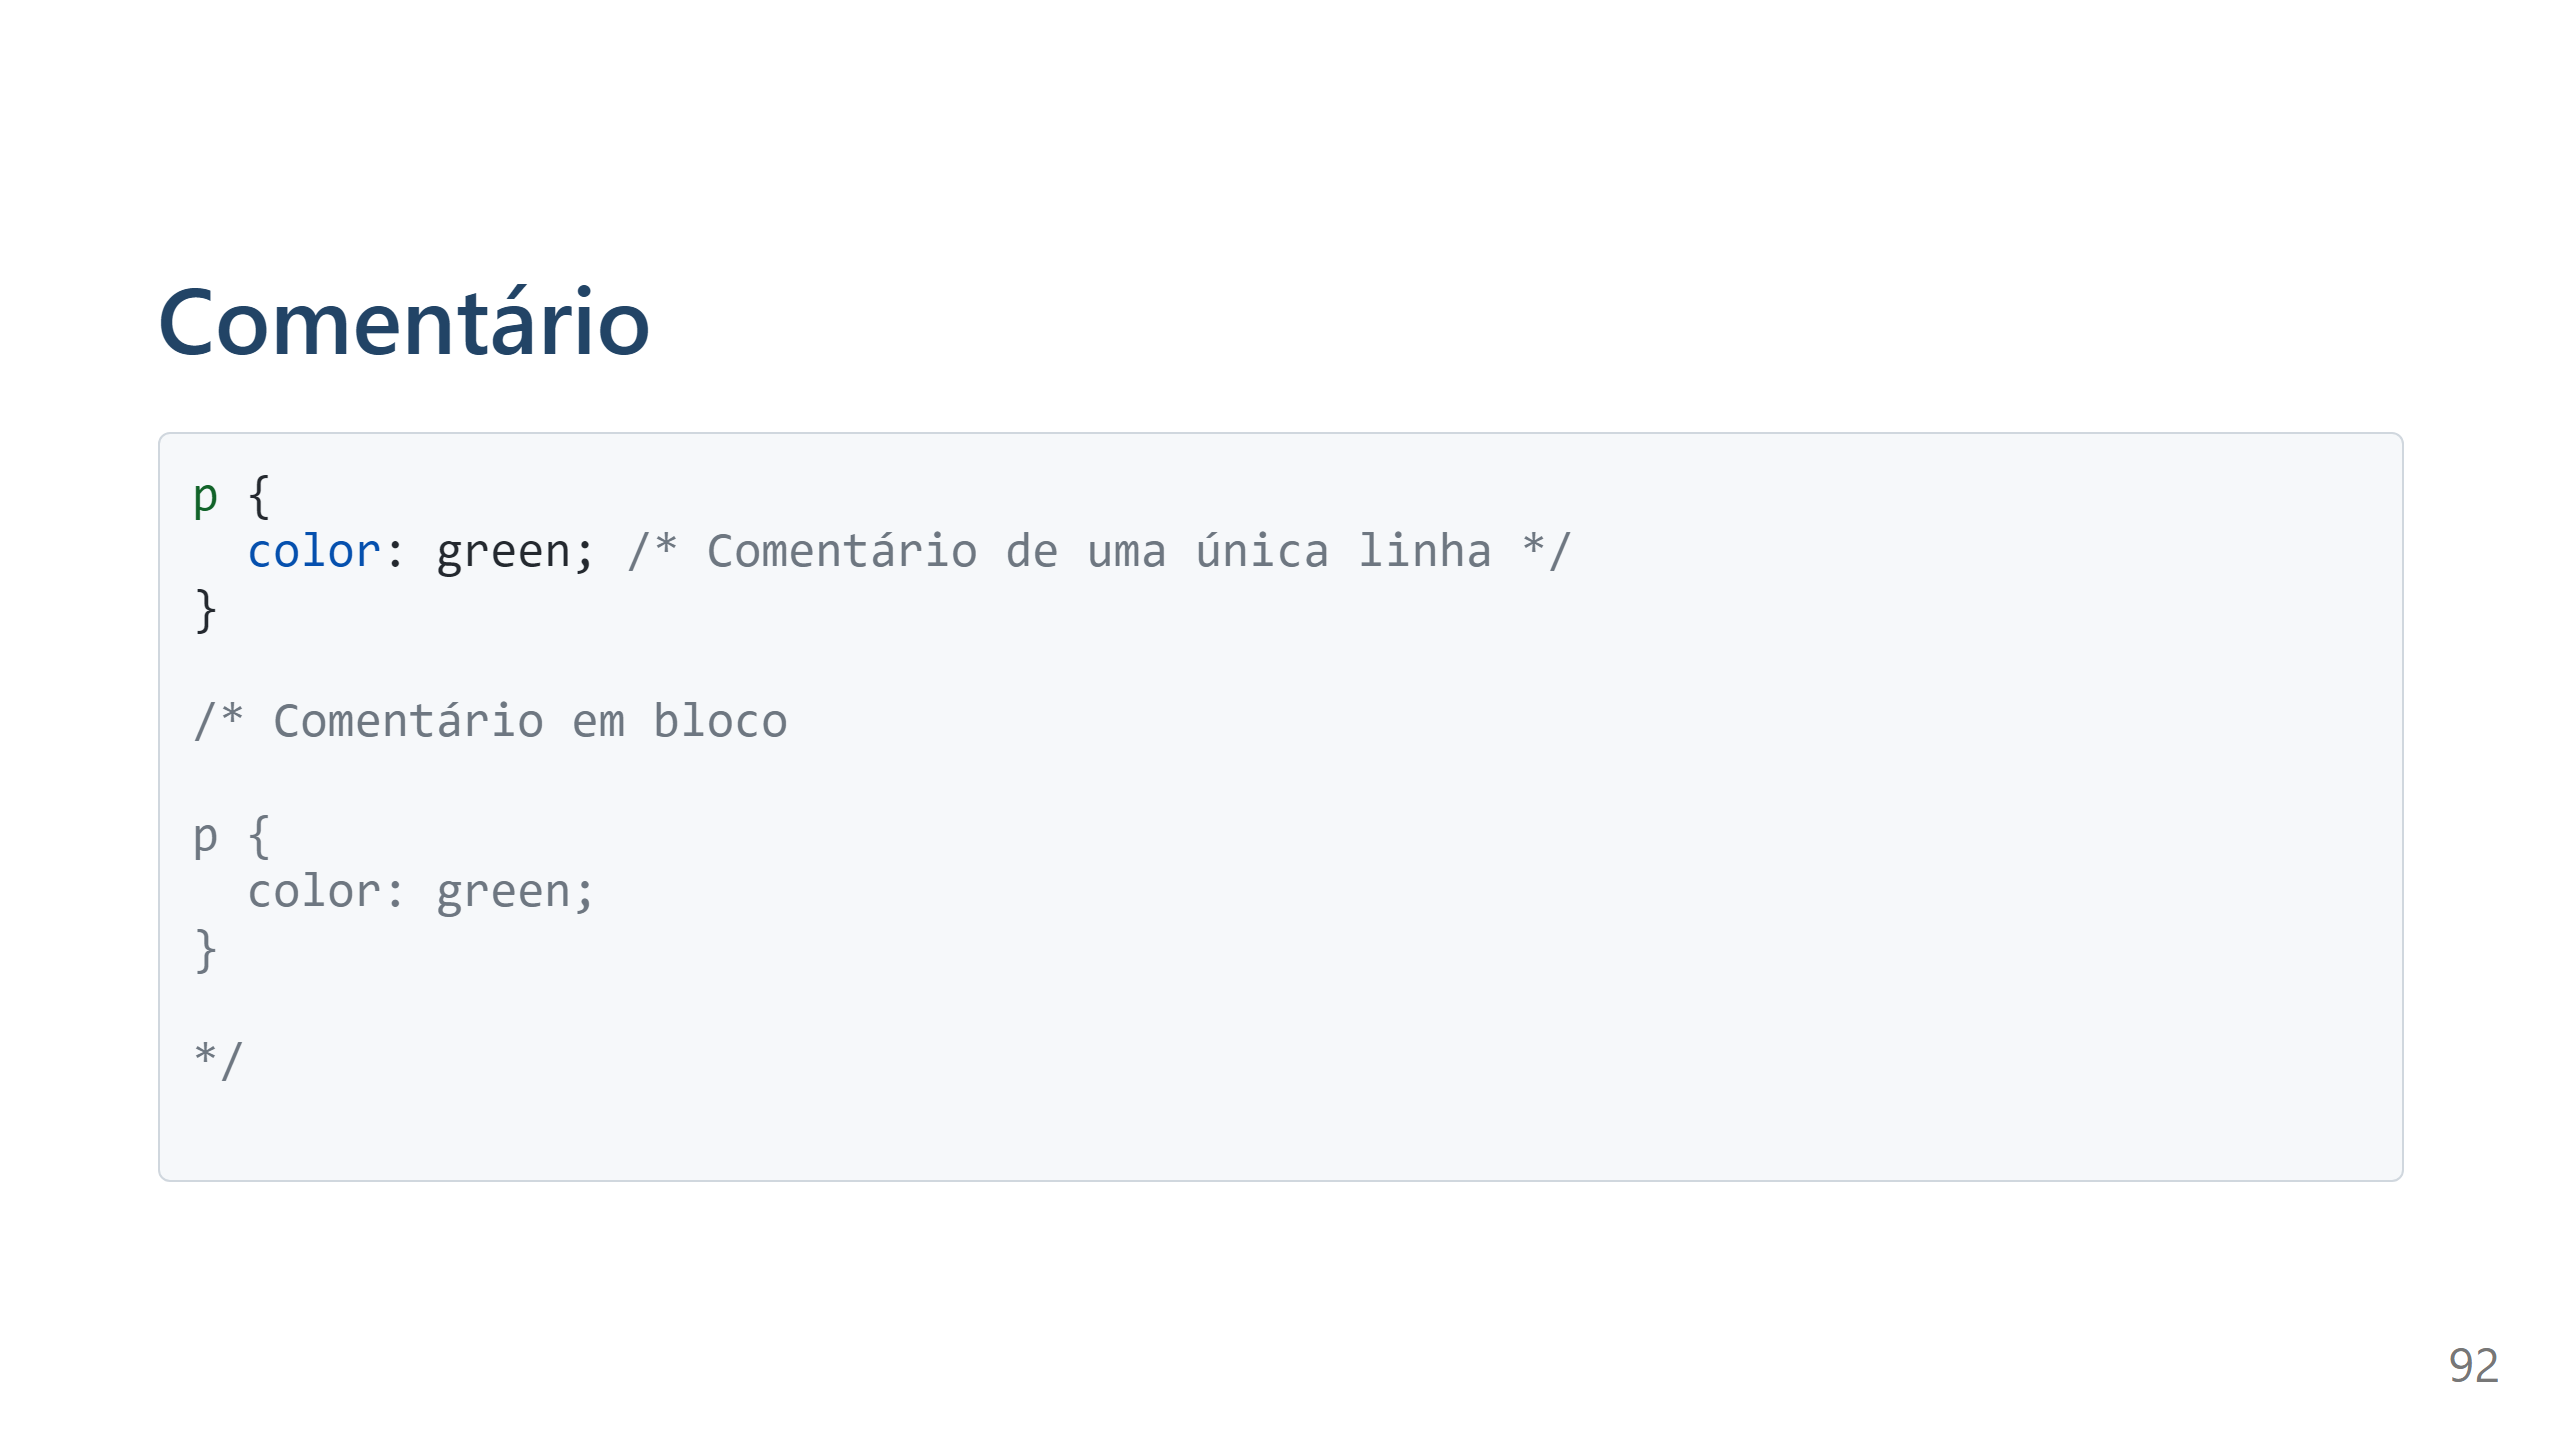 Comentário
p {
  color: green; /* Comentário de uma única linha */
}
/* Comentário em bloco
p {
  color: green;
}
*/
92